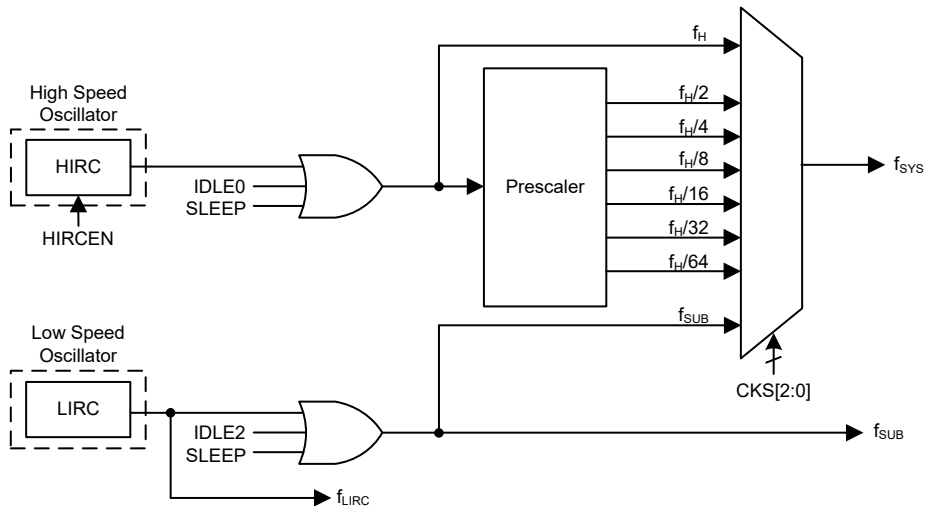 High Speed
Oscillator
HIRC
HIRCEN
IDLE0
SLEEP
Prescaler
fH
fH/2
fH/4
fH/8
fH/16
fH/32
fH/64
fSUB
CKS[2:0]
fSYS
Low Speed
Oscillator
LIRC
IDLE2
SLEEP
fSUB
fLIRC